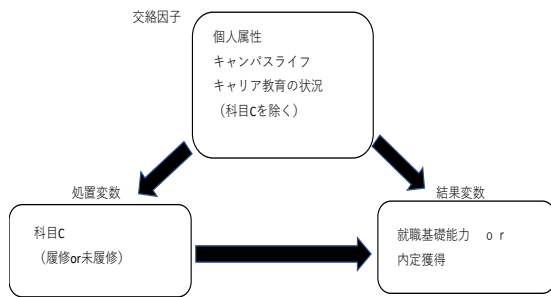 交絡因子
個人属性
キャンパスライフ
キャリア教育の状況
（科目Cを除く）
処置変数
科目C
（履修or未履修）
結果変数
就職基礎能力　ｏｒ
内定獲得